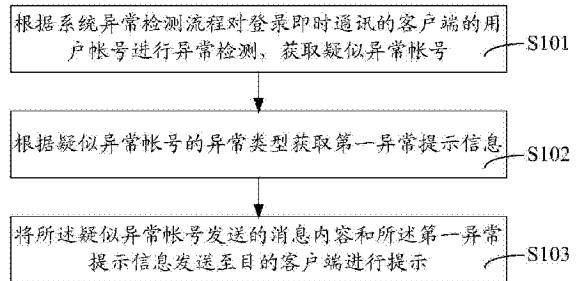 根据系统异常检测流程对登录即时通讯的客户端的用
户帐号进行异常检测，获取疑似异常帐号
S101
根据疑似异常帐号的异常类型获取第一异常提示信息
S102
将所述疑似异常帐号发送的消息内容和所述第一异常
提示信息发送至目的客户端进行提示
S103